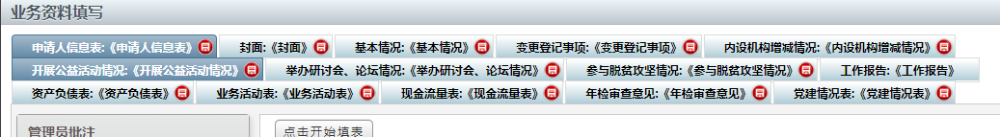 业务资料填写
申请人信息表:《申请人信息表》 封面:《封面》 基本情况:《基本情况》 变更登记事项:《变更登记事项》 内设机构增减情况:《内设机构增减情况》
开展公益活动情况:《开展公益活动情况》 举办研讨会、论坛情况:《举办研讨会、论坛情况》 参与脱贫攻坚情况:《参与脱贫攻坚情况》 工作报告:《工作报告》
资产负债表:《资产负债表》 业务活动表:《业务活动表》 现金流量表:《现金流量表》 年检审查意见:《年检审查意见》 党建情况表:《党建情况表》
管理员批注 点击开始填表